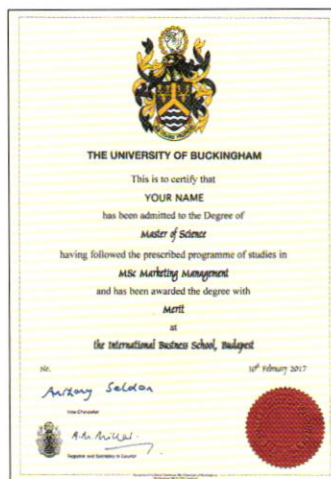 THE UNIVERSITY OF BUCKINGHAM
This is to certify that
YOUR NAME
has been admitted to the Degree of
Master of Science
having followed the prescribed programme of studies in
MSc Marketing Management
and has been awarded the degree with
Merit
at
the International Business School, Budapest
Nr.
10th February 2017
Anthony Seldon
Vice-Chancellor
Registrar and Secretary to Council